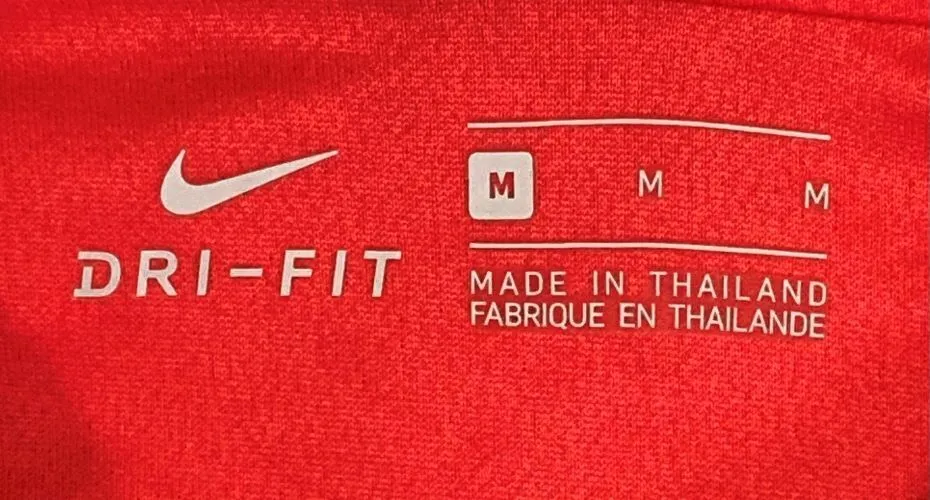 DRI-FIT
M M M
MADE IN THAILAND
FABRIQUE EN THAILANDE